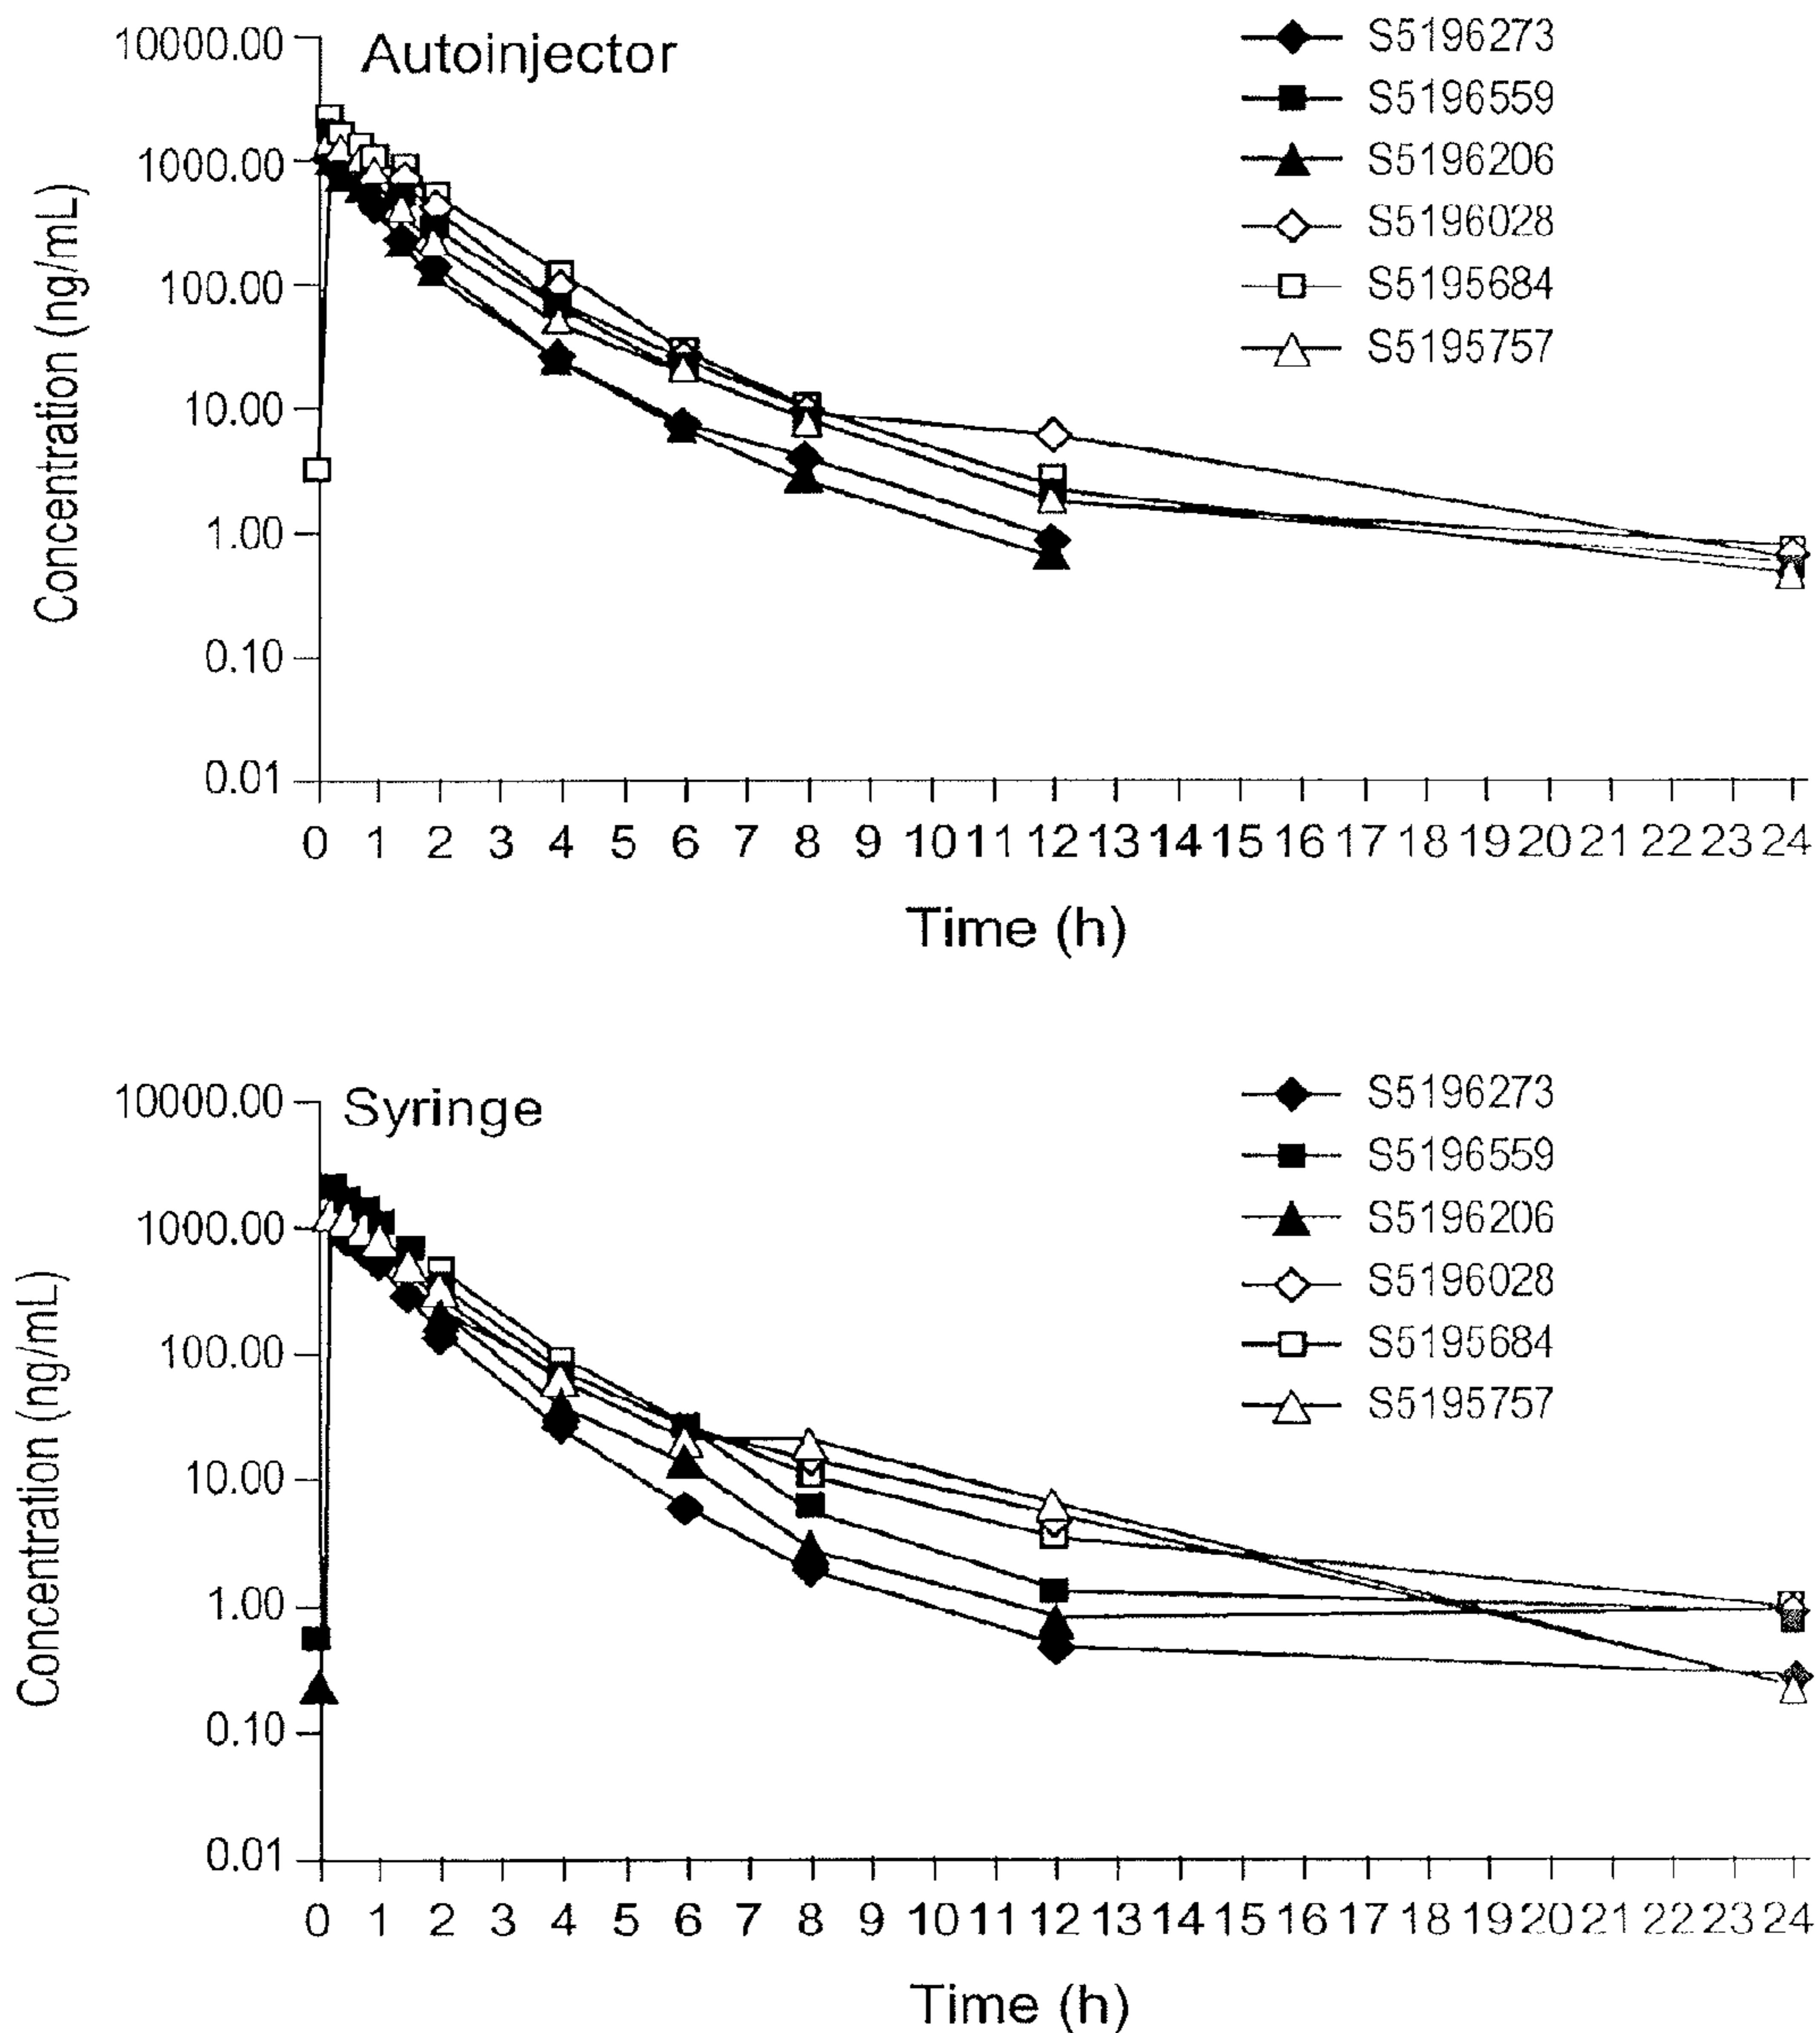 Autoinjector
S5196273
S5196559
S5196206
S5196028
S5195684
S5195757
Concentration (ng/mL)
10000.00
1000.00
100.00
10.00
1.00
0.10
0.01
0 1 2 3 4 5 6 7 8 9 10 11 12 13 14 15 16 17 18 19 20 21 22 23 24
Time (h)
Syringe
S5196273
S5196559
S5196206
S5196028
S5195684
S5195757
Concentration (ng/mL)
10000.00
1000.00
100.00
10.00
1.00
0.10
0.01
0 1 2 3 4 5 6 7 8 9 10 11 12 13 14 15 16 17 18 19 20 21 22 23 24
Time (h)